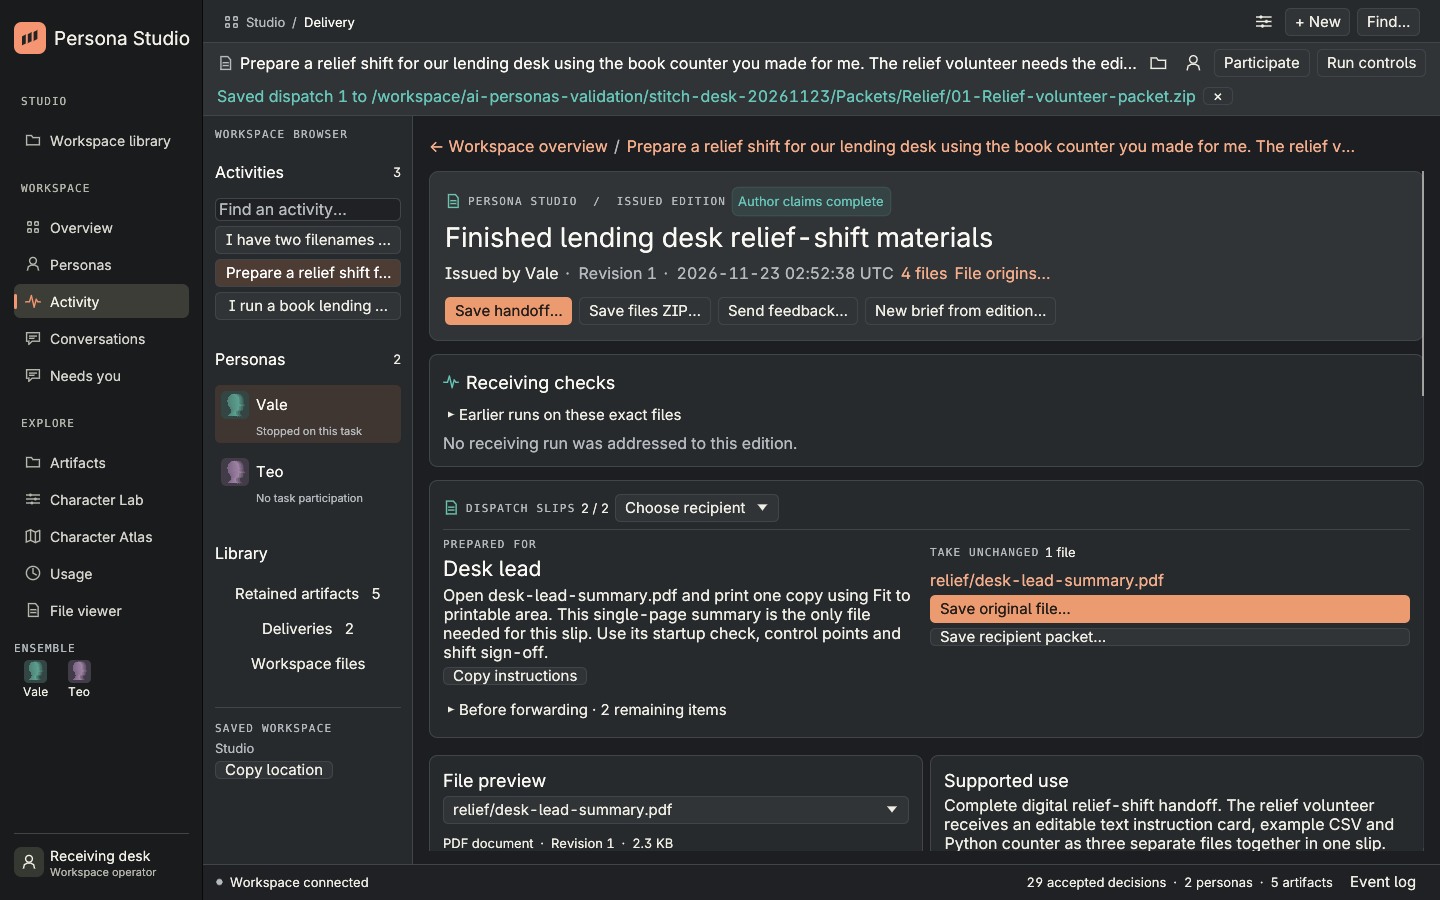 Persona Studio
STUDIO
Workspace library
WORKSPACE
Overview
Personas
Activity
Conversations
Needs you
EXPLORE
Artifacts
Character Lab
Character Atlas
Usage
File viewer
ENSEMBLE
Vale
Teo
Receiving desk
Workspace operator
Studio / Delivery
+ New
Find...
Prepare a relief shift for our lending desk using the book counter you made for me. The relief volunteer needs the edi...
Participate
Run controls
Saved dispatch 1 to /workspace/ai-personas-validation/stitch-desk-20261123/Packets/Relief/01-Relief-volunteer-packet.zip ×
WORKSPACE BROWSER
Activities 3
Find an activity...
I have two filenames ...
Prepare a relief shift f...
I run a book lending ...
Personas 2
Vale
Stopped on this task
Teo
No task participation
Library
Retained artifacts 5
Deliveries 2
Workspace files
SAVED WORKSPACE
Studio
Copy location
← Workspace overview / Prepare a relief shift for our lending desk using the book counter you made for me. The relief v...
PERSONA STUDIO / ISSUED EDITION Author claims complete
Finished lending desk relief-shift materials
Issued by Vale · Revision 1 · 2026-11-23 02:52:38 UTC 4 files File origins...
Save handoff...
Save files ZIP...
Send feedback...
New brief from edition...
Receiving checks
▸ Earlier runs on these exact files
No receiving run was addressed to this edition.
DISPATCH SLIPS 2 / 2 Choose recipient
PREPARED FOR
Desk lead
Open desk-lead-summary.pdf and print one copy using Fit to
printable area. This single-page summary is the only file
needed for this slip. Use its startup check, control points and
shift sign-off.
Copy instructions
▸ Before forwarding · 2 remaining items
TAKE UNCHANGED 1 file
relief/desk-lead-summary.pdf
Save original file...
Save recipient packet...
File preview
relief/desk-lead-summary.pdf
PDF document · Revision 1 · 2.3 KB
Supported use
Complete digital relief-shift handoff. The relief volunteer
receives an editable text instruction card, example CSV and
Python counter as three separate files together in one slip.
Workspace connected
29 accepted decisions · 2 personas · 5 artifacts
Event log